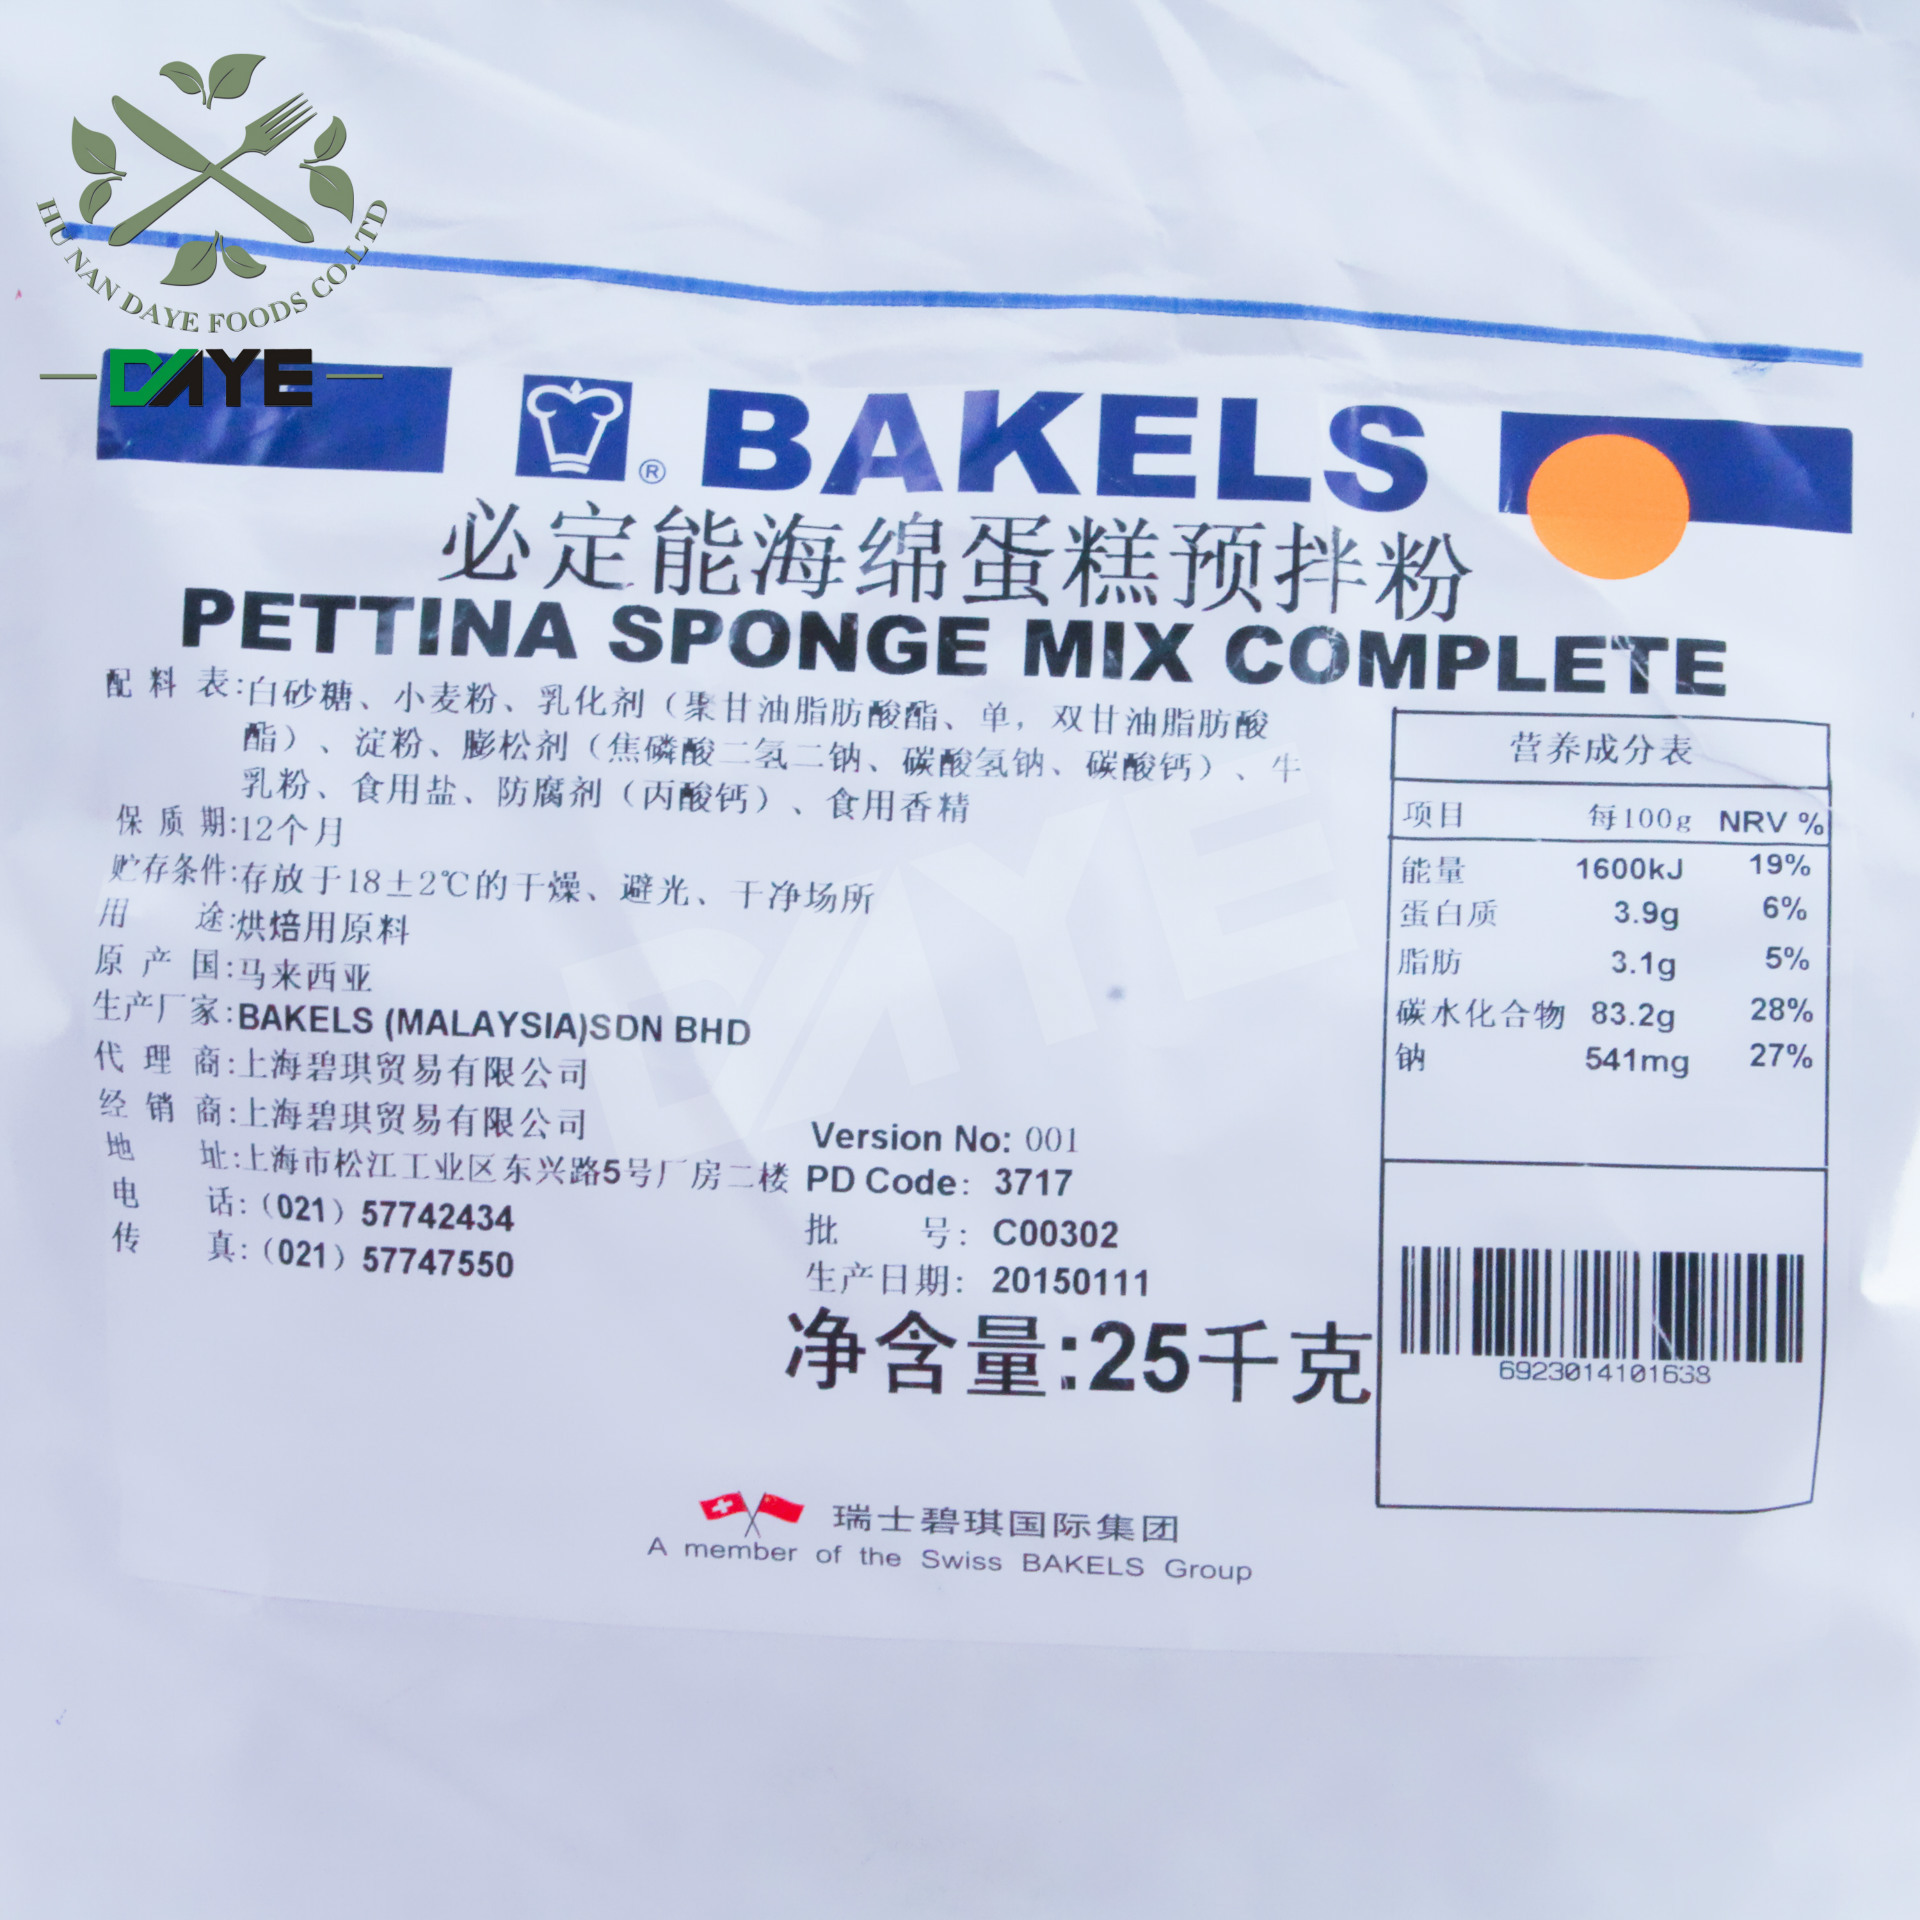 HU NAN DAYE FOODS CO.LTD
DAYE
® BAKELS
必定能海绵蛋糕预拌粉
PETTINA SPONGE MIX COMPLETE
配料表:白砂糖、小麦粉、乳化剂（聚甘油脂肪酸酯、单，双甘油脂肪酸
酯）、淀粉、膨松剂（焦磷酸二氢二钠、碳酸氢钠、碳酸钙）、牛
乳粉、食用盐、防腐剂（丙酸钙）、食用香精
保质期:12个月
贮存条件:存放于18±2℃的干燥、避光、干净场所
用途:烘焙用原料
原产国:马来西亚
生产厂家:BAKELS (MALAYSIA)SDN BHD
代理商:上海碧琪贸易有限公司
经销商:上海碧琪贸易有限公司
地址:上海市松江工业区东兴路5号厂房二楼
电话:（021）57742434
传真:（021）57747550
Version No: 001
PD Code: 3717
批号: C00302
生产日期: 20150111
净含量:25千克
营养成分表
项目 每100g NRV %
能量 1600kJ 19%
蛋白质 3.9g 6%
脂肪 3.1g 5%
碳水化合物 83.2g 28%
钠 541mg 27%
6923014101638
瑞士碧琪国际集团
A member of the Swiss BAKELS Group
DAYE